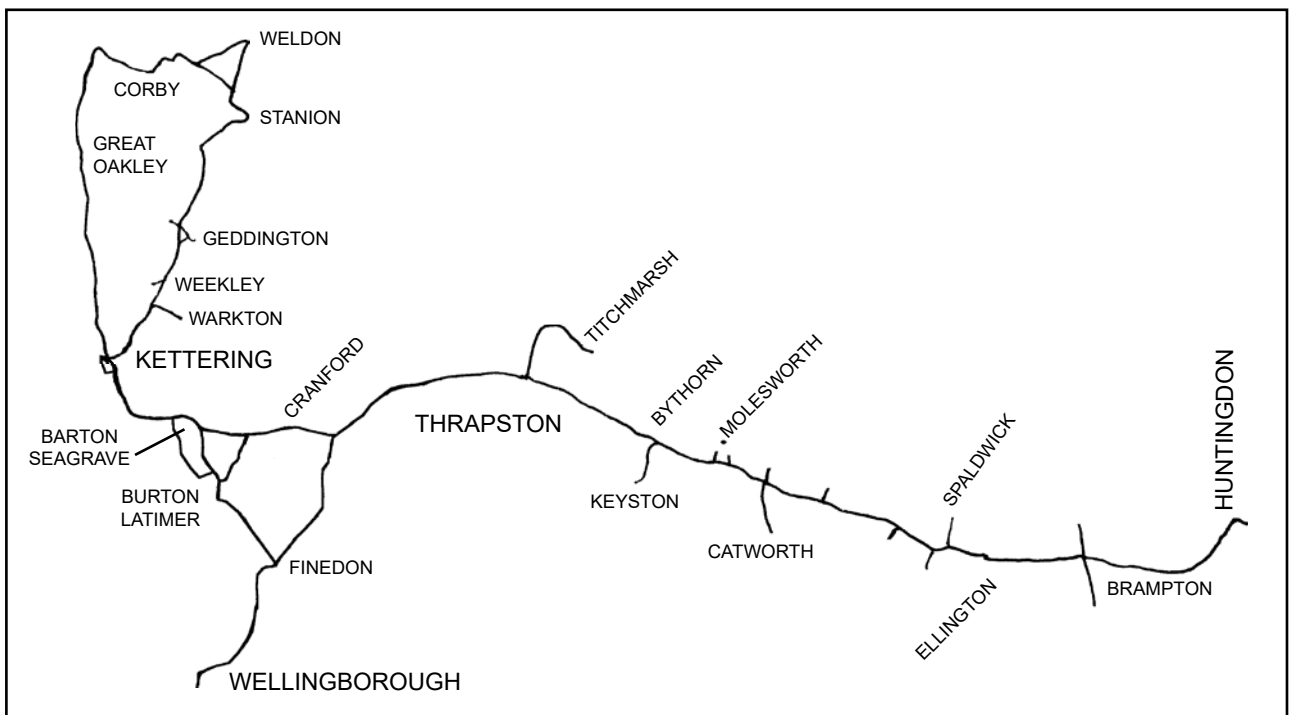 WELDON
CORBY
STANION
GREAT
OAKLEY
GEDDINGTON
WEEKLEY
WARKTON
KETTERING
CRANFORD
TITCHMARSH
THRAPSTON
BYTHORN
MOLESWORTH
HUNTINGDON
BARTON
SEAGRAVE
BURTON
LATIMER
KEYSTON
SPALDWICK
CATWORTH
FINEDON
ELLINGTON
BRAMPTON
WELLINGBOROUGH